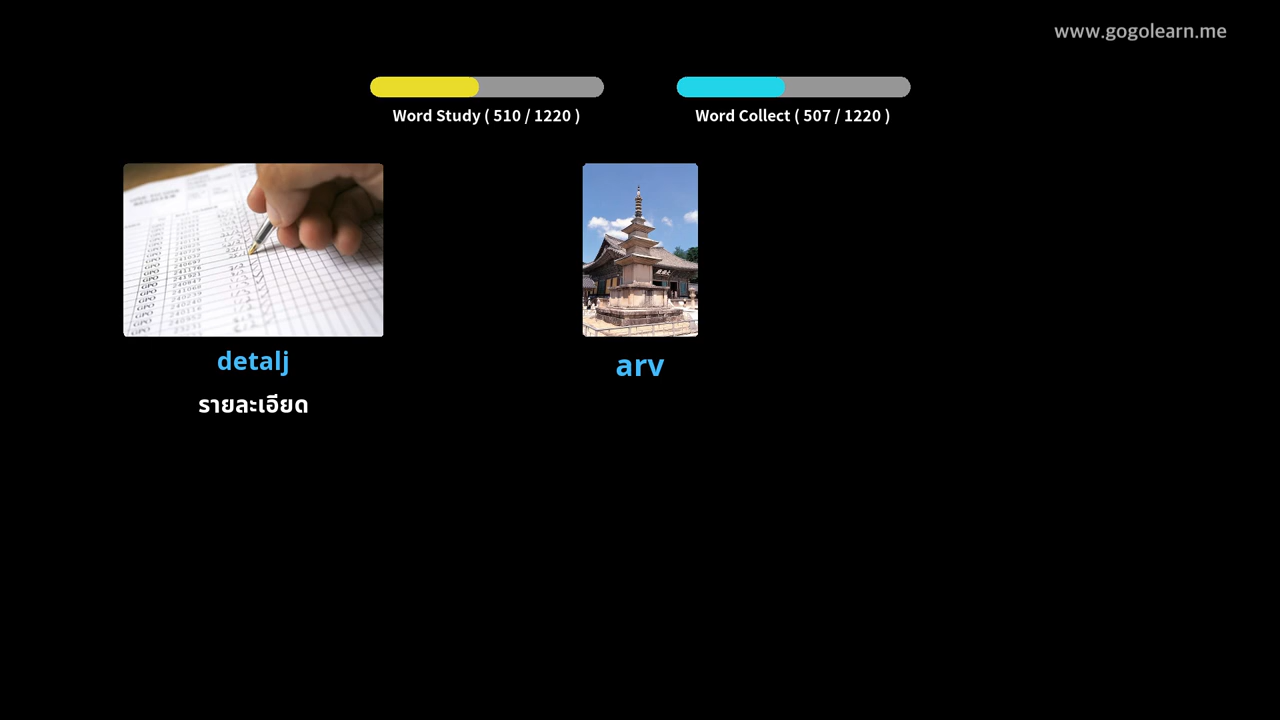 www.gogolearn.me
Word Study ( 510 / 1220 )
Word Collect ( 507 / 1220 )
detalj
arv
รายละเอียด